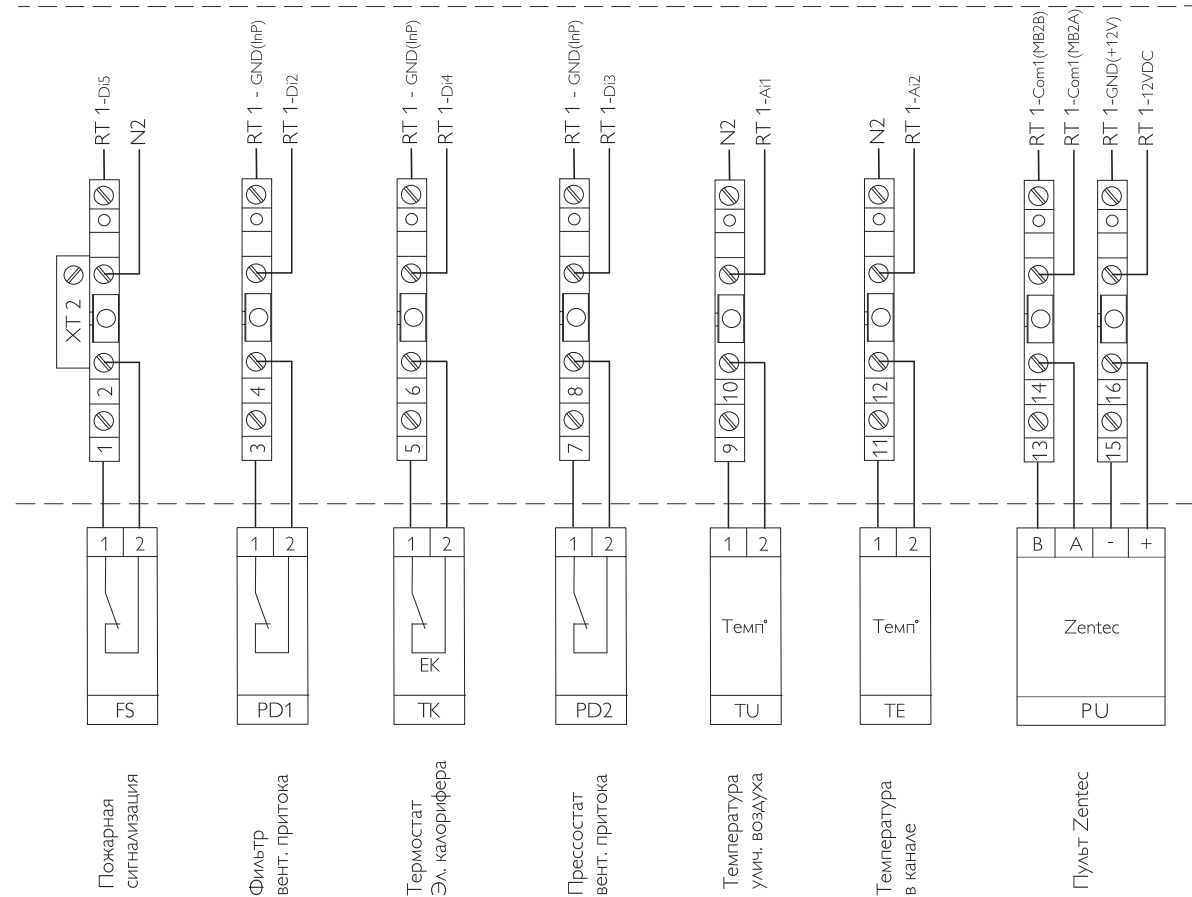 RT 1-Di5
N2
RT 1 - GND(InP)
RT 1-Di2
RT 1 - GND(InP)
RT 1-Di4
RT 1 - GND(InP)
RT 1-Di3
N2
RT 1-Ai1
N2
RT 1-Ai2
RT 1-Com1(MB2B)
RT 1-Com1(MB2A)
RT 1-GND(+12V)
RT 1-12VDC
XT 2
1 2
3 4
5 6
7 8
9 10
11 12
13 14
15 16
1 2
FS
1 2
PD1
1 2
EK
TK
1 2
PD2
1 2
Темп°
TU
1 2
Темп°
TE
B A - +
Zentec
PU
Пожарная
сигнализация
Фильтр
вент. притока
Термостат
Эл. калорифера
Прессостат
вент. притока
Температура
улич. воздуха
Температура
в канале
Пульт Zentec